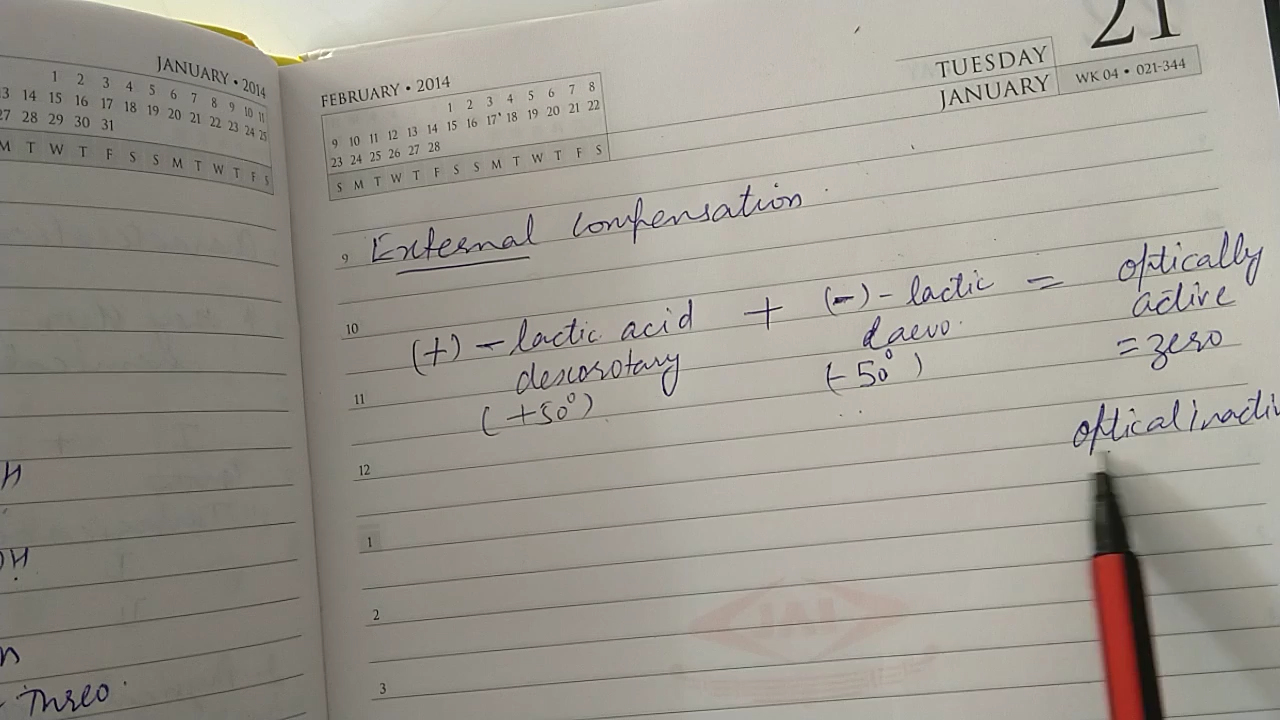 JANUARY • 2014
1 2 3 4 5 6 7 8 9 10 11
13 14 15 16 17 18 19 20 21 22 23 24 25
27 28 29 30 31
M T W T F S S M T W T F S
H
OH
n
- Threo
FEBRUARY • 2014
1 2 3 4 5 6 7 8
9 10 11 12 13 14 15 16 17 18 19 20 21 22
23 24 25 26 27 28
S M T W T F S S M T W T F S
21
TUESDAY
JANUARY
WK 04 • 021-344
9 External Compensation
10 (+) - lactic acid + (-) - lactic = optically
descorotary laevo. active
11 (+50°) (-50°) = zero
optical inacti
12
1
2
JAI
3